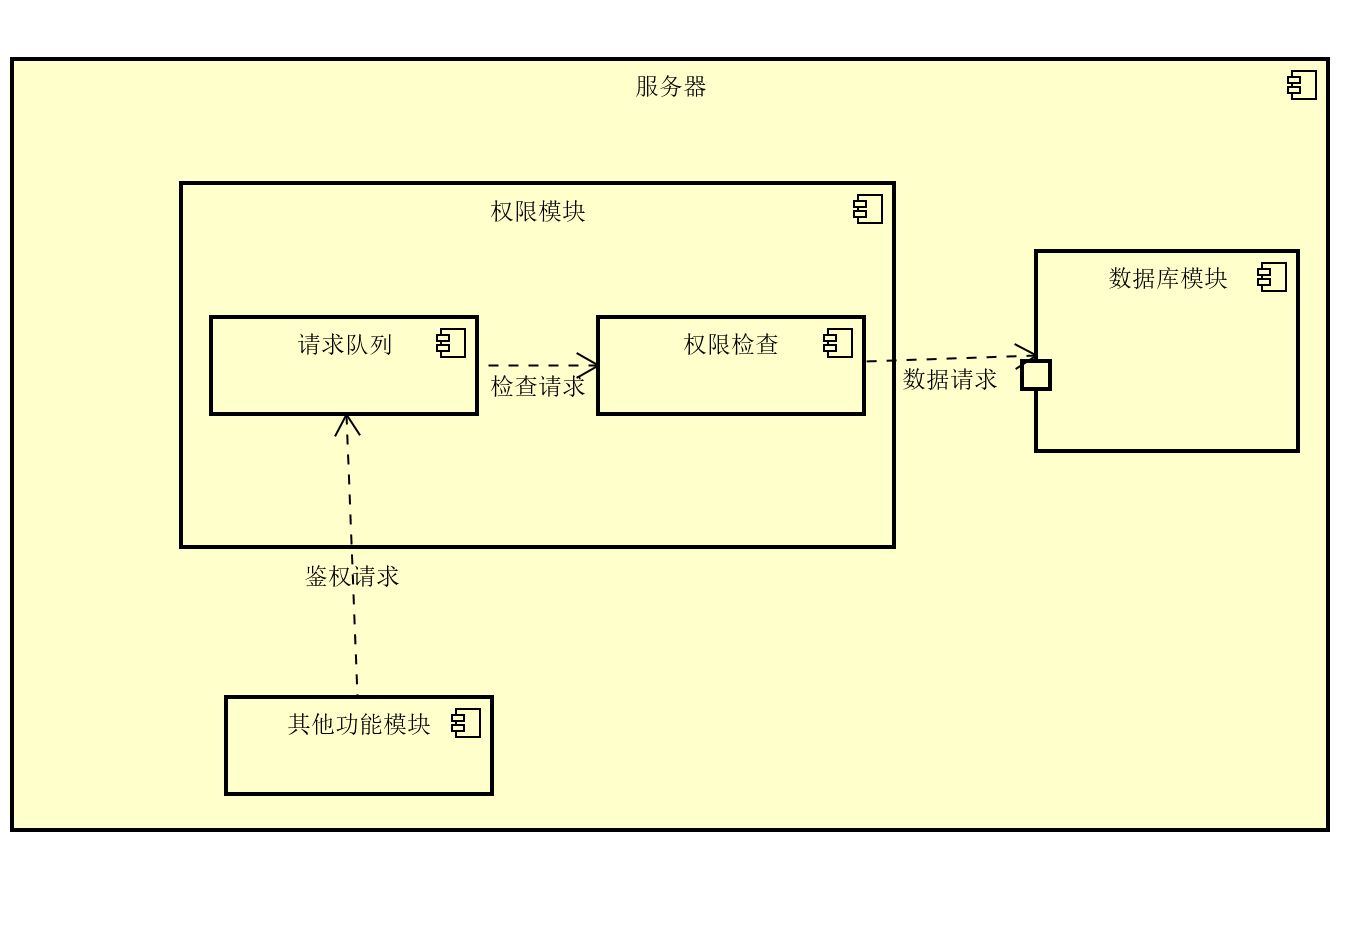 服务器
权限模块
数据库模块
请求队列
权限检查
检查请求
数据请求
鉴权请求
其他功能模块